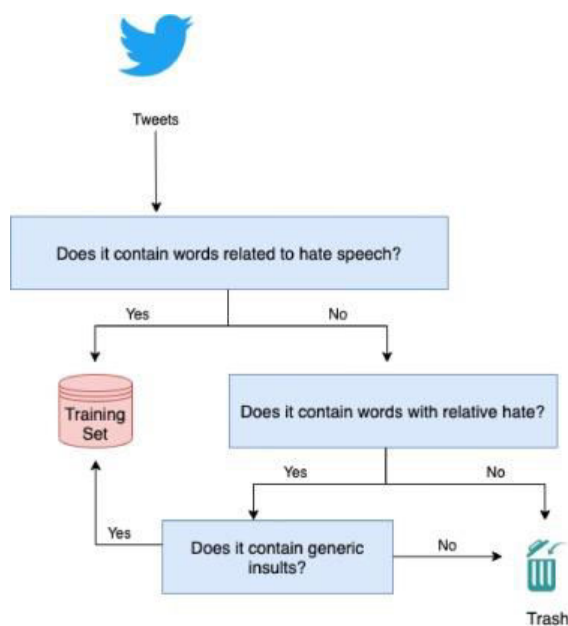 Tweets
Does it contain words related to hate speech?
Yes
No
Training
Set
Does it contain words with relative hate?
Yes
No
Yes
Does it contain generic
insults?
No
Trash